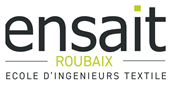 ensait
ROUBAIX
ECOLE D'INGENIEURS TEXTILE